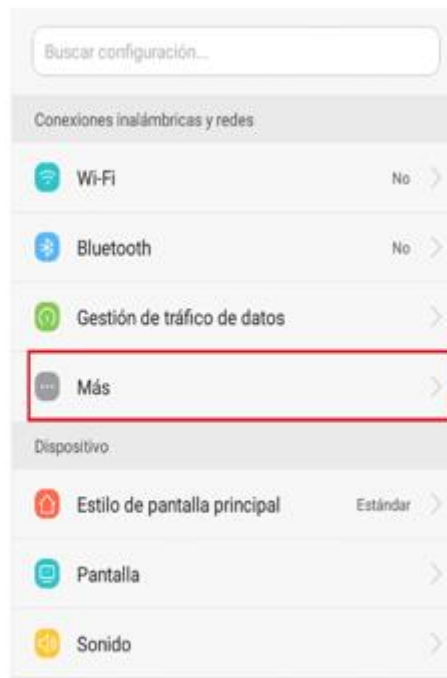 Buscar configuración...
Conexiones inalámbricas y redes
Wi-Fi No
Bluetooth No
Gestión de tráfico de datos
Más
Dispositivo
Estilo de pantalla principal Estándar
Pantalla
Sonido